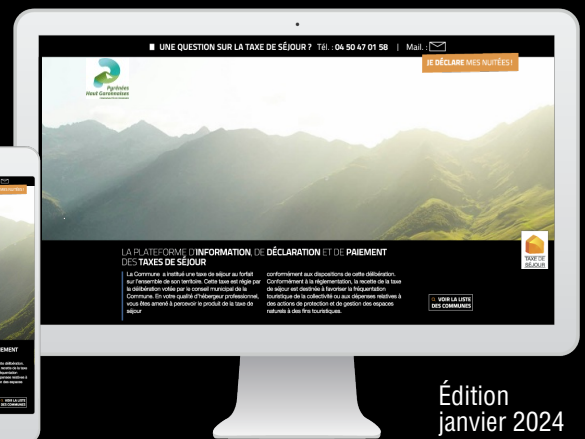 UNE QUESTION SUR LA TAXE DE SÉJOUR ? Tél. : 04 50 47 01 58 | Mail. :
JE DÉCLARE MES NUITÉES !
Pyrénées
Haut Garonnaises
LA PLATEFORME D'INFORMATION, DE DÉCLARATION ET DE PAIEMENT
DES TAXES DE SÉJOUR
La Commune a institué une taxe de séjour au forfait
sur l'ensemble de son territoire. Cette taxe est régie par
la délibération votée par le conseil municipal de la
Commune. En votre qualité d'hébergeur professionnel,
vous êtes amené à percevoir le produit de la taxe de
séjour
conformément aux dispositions de cette délibération.
Conformément à la réglementation, la recette de la taxe
de séjour est destinée à favoriser la fréquentation
touristique de la collectivité ou aux dépenses relatives à
des actions de protection et de gestion des espaces
naturels à des fins touristiques.
TAXE DE
SÉJOUR
VOIR LA LISTE
DES COMMUNES
EMENT
VOIR LA LISTE
DES COMMUNES
Édition
janvier 2024